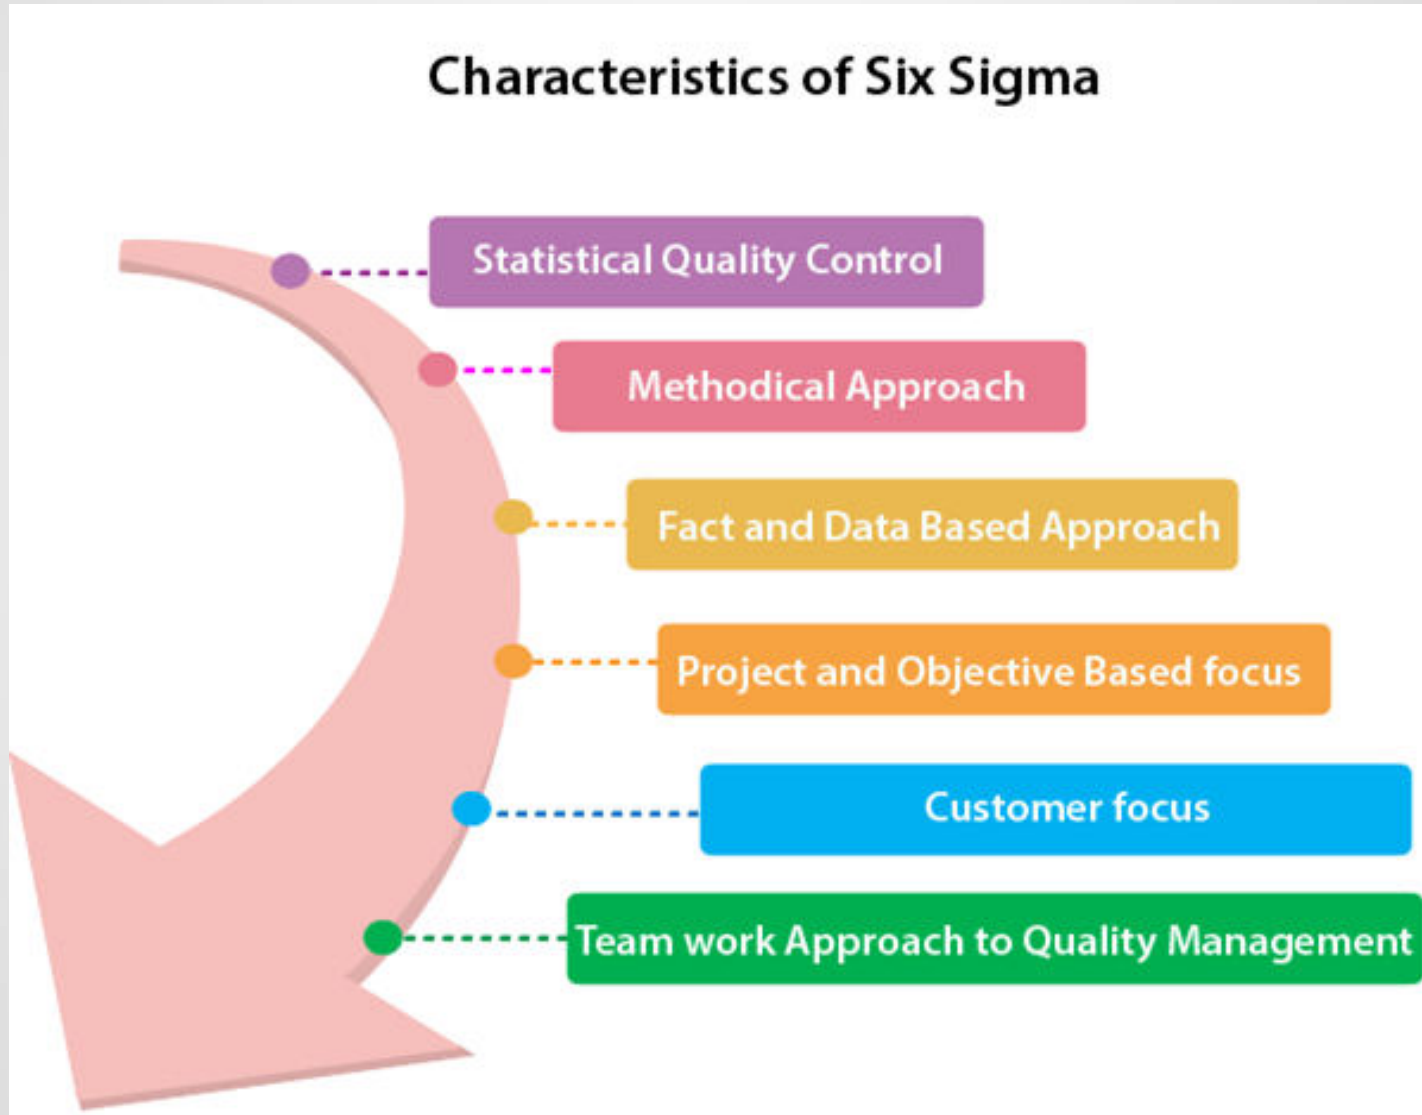 Characteristics of Six Sigma
Statistical Quality Control
Methodical Approach
Fact and Data Based Approach
Project and Objective Based focus
Customer focus
Team work Approach to Quality Management